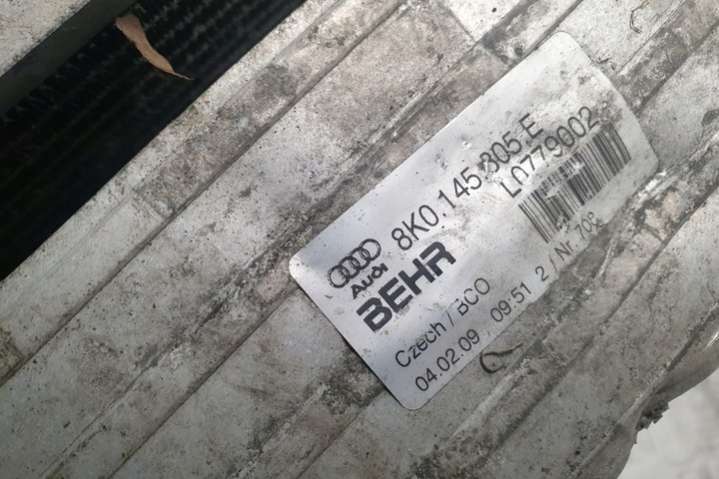 8K0.145.805.E
L0779002
Audi
BEHR
Czech / BCO
04.02.09 09:51 2 / Nr. 708